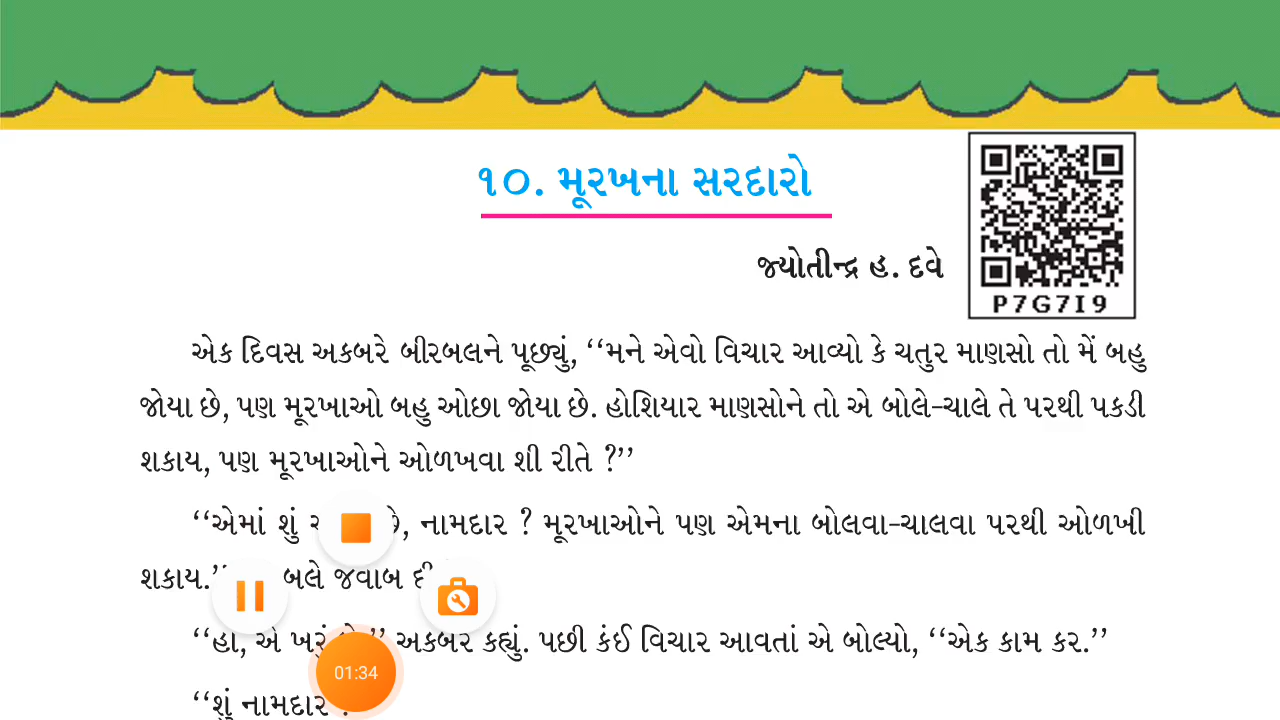 ૧૦. મૂરખના સરદારો
જ્યોતીન્દ્ર હ. દવે
P7G7I9
એક દિવસ અકબરે બીરબલને પૂછ્યું, ‘‘મને એવો વિચાર આવ્યો કે ચતુર માણસો તો મેં બહુ
જોયા છે, પણ મૂરખાઓ બહુ ઓછા જોયા છે. હોશિયાર માણસોને તો એ બોલે-ચાલે તે પરથી પકડી
શકાય, પણ મૂરખાઓને ઓળખવા શી રીતે ?’’
‘‘એમાં શું છે, નામદાર ? મૂરખાઓને પણ એમના બોલવા-ચાલવા પરથી ઓળખી
શકાય.’’ બલે જવાબ
‘‘હા, એ ખરું છે,’’ અકબરે કહ્યું. પછી કંઈ વિચાર આવતાં એ બોલ્યો, ‘‘એક કામ કર.’’
01:34
‘‘શું નામદાર ?